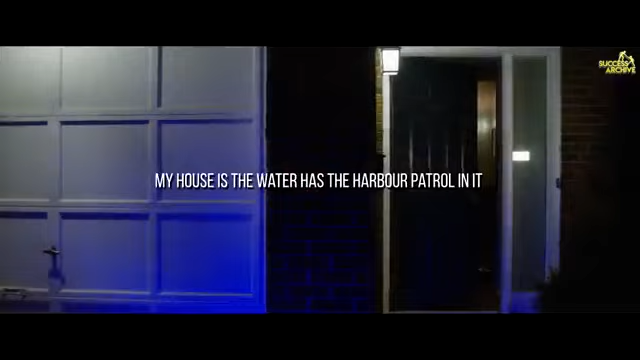 SUCCESS
ARCHIVE
MY HOUSE IS THE WATER HAS THE HARBOUR PATROL IN IT